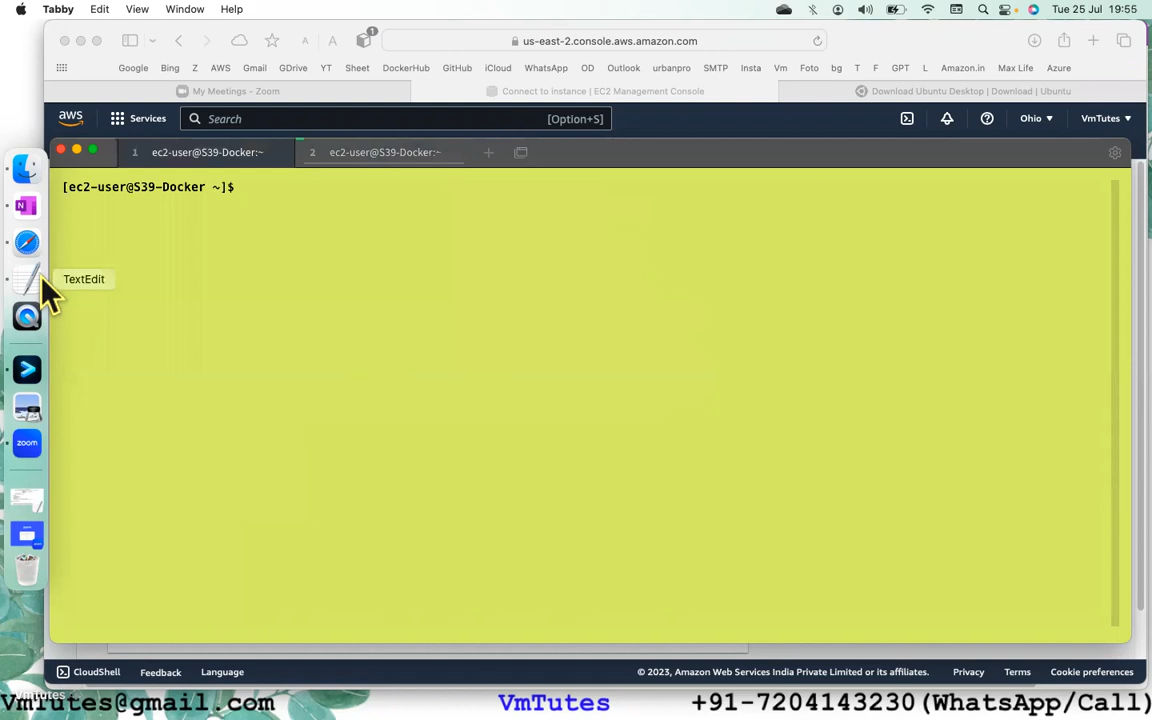 Tabby Edit View Window Help Tue 25 Jul 19:55
us-east-2.console.aws.amazon.com
Google Bing Z AWS Gmail GDrive YT Sheet DockerHub GitHub iCloud WhatsApp OD Outlook urbanpro SMTP Insta Vm Foto bg T F GPT L Amazon.in Max Life Azure
My Meetings - Zoom Connect to instance | EC2 Management Console Download Ubuntu Desktop | Download | Ubuntu
aws Services Search [Option+S] Ohio ▼ VmTutes ▼
1 ec2-user@S39-Docker:~ 2 ec2-user@S39-Docker:~
[ec2-user@S39-Docker ~]$
TextEdit
zoom
CloudShell Feedback Language © 2023, Amazon Web Services India Private Limited or its affiliates. Privacy Terms Cookie preferences
VmTutes@gmail.com VmTutes +91-7204143230(WhatsApp/Call)